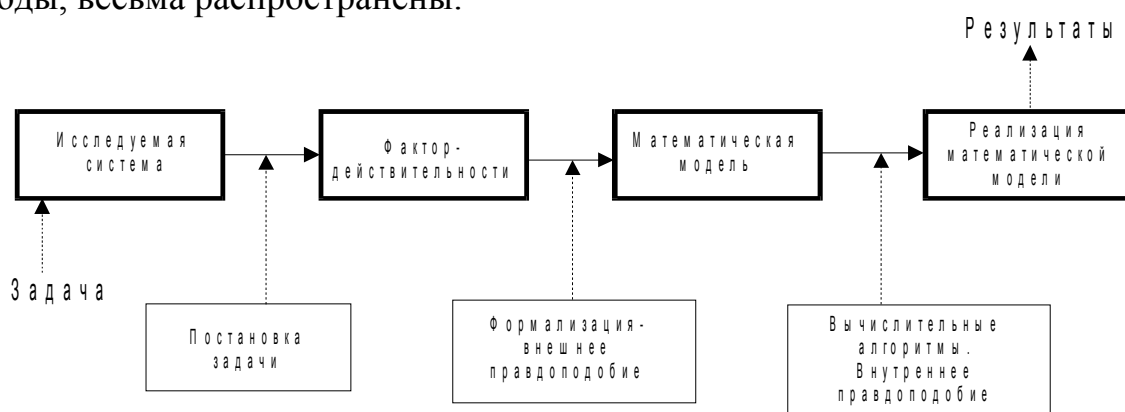 оды, весьма распространены.
Результаты
Исследуемая
система
Фактор-
действительности
Математическая
модель
Реализация
математической
модели
Задача
Постановка
задачи
Формализация-
внешнее
правдоподобие
Вычислительные
алгоритмы.
Внутреннее
правдоподобие